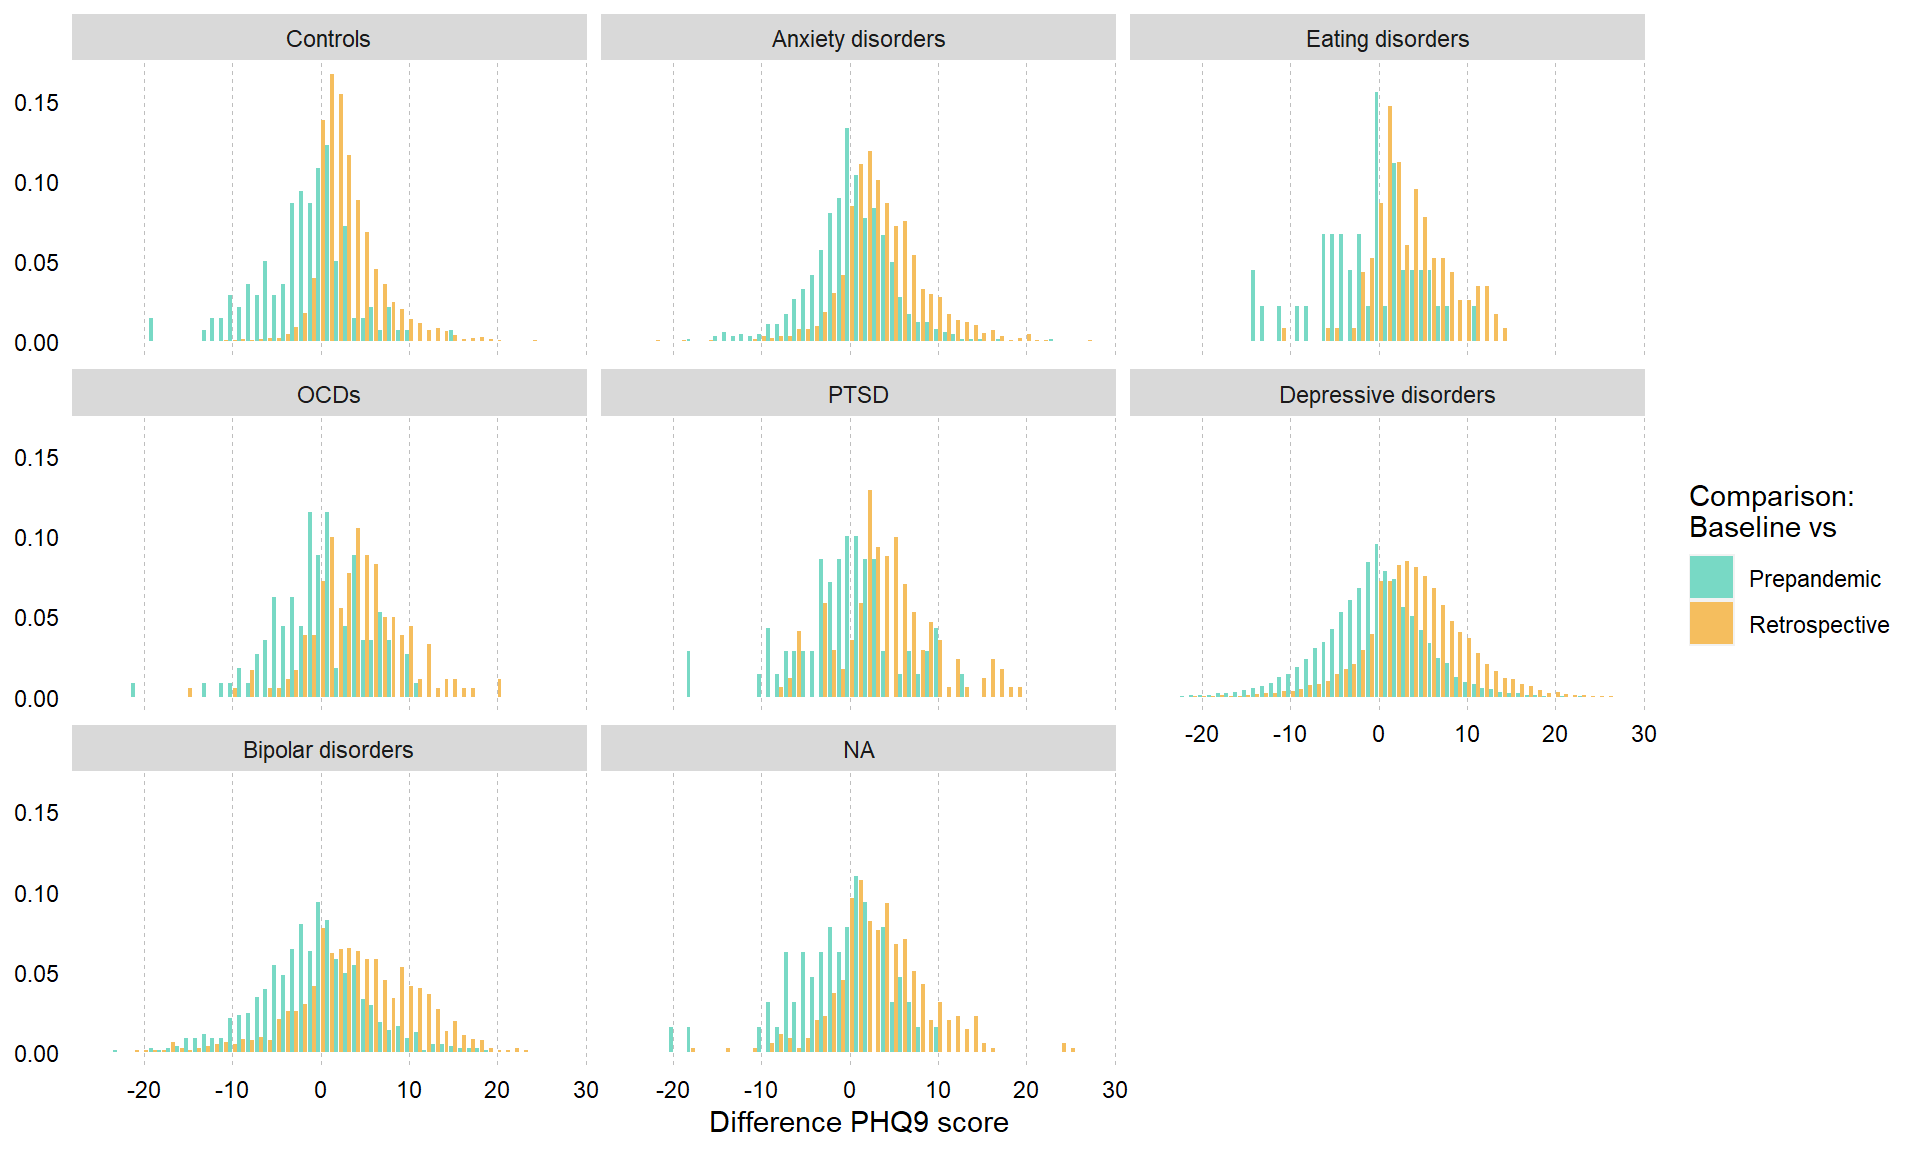 Controls
Anxiety disorders
Eating disorders
0.15
0.10
0.05
0.00
OCDs
PTSD
Depressive disorders
0.15
0.10
0.05
0.00
-20 -10 0 10 20 30
Comparison:
Baseline vs
Prepandemic
Retrospective
Bipolar disorders
NA
0.15
0.10
0.05
0.00
-20 -10 0 10 20 30
-20 -10 0 10 20 30
Difference PHQ9 score